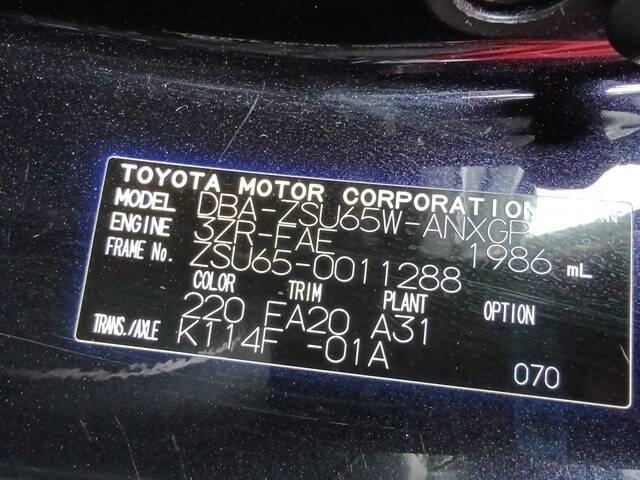 TOYOTA MOTOR CORPORATION
MODEL DBA-ZSU65W-ANXGP
ENGINE 3ZR-FAE 1986 mL
FRAME No. ZSU65-0011288
COLOR TRIM PLANT OPTION
220 EA20 A31
TRANS./AXLE K114F -01A
070